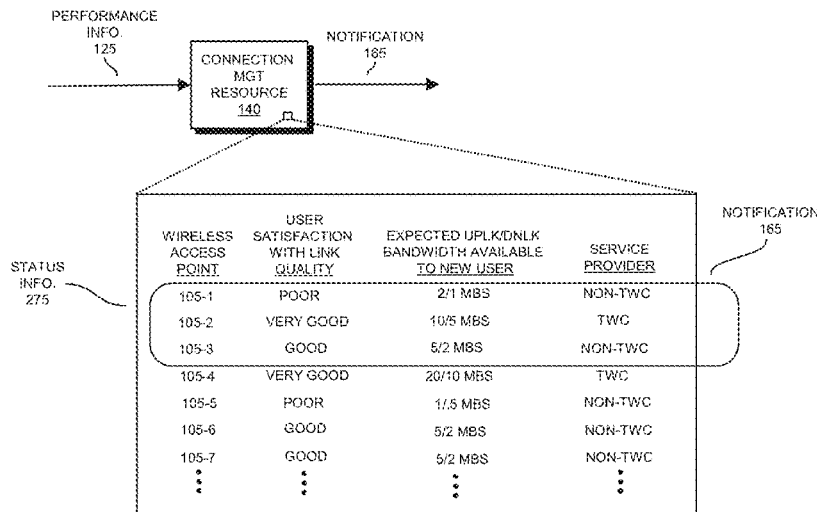 PERFORMANCE
INFO.
125
CONNECTION
MGT
RESOURCE
140
NOTIFICATION
165
STATUS
INFO.
275
NOTIFICATION
165
WIRELESS
ACCESS
POINT
USER
SATISFACTION
WITH LINK
QUALITY
EXPECTED UPLK/DNLK
BANDWIDTH AVAILABLE
TO NEW USER
SERVICE
PROVIDER
105-1 POOR 2/1 MBS NON-TWC
105-2 VERY GOOD 10/5 MBS TWC
105-3 GOOD 5/2 MBS NON-TWC
105-4 VERY GOOD 20/10 MBS TWC
105-5 POOR 1/.5 MBS NON-TWC
105-6 GOOD 5/2 MBS NON-TWC
105-7 GOOD 5/2 MBS NON-TWC